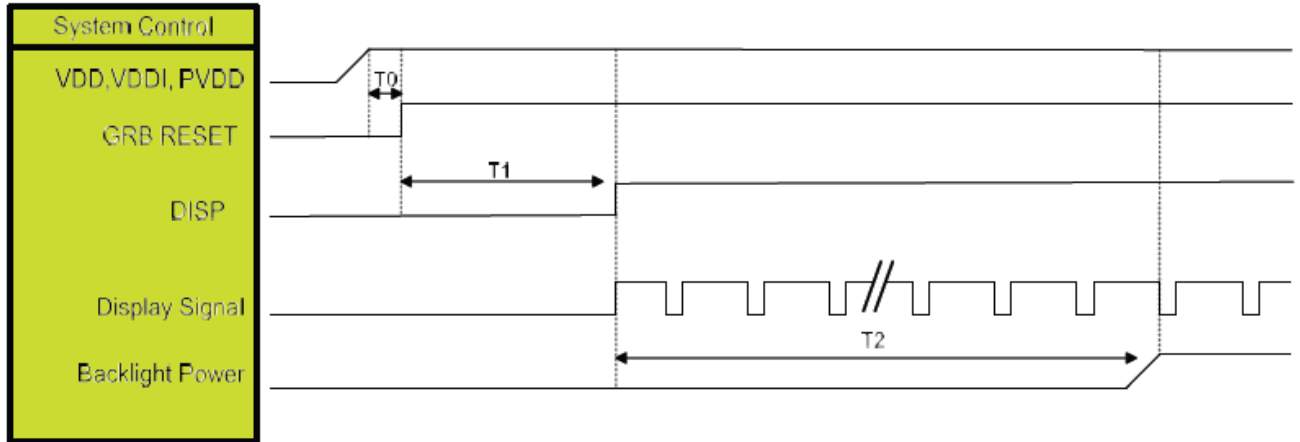 System Control
VDD,VDDI, PVDD
T0
GRB RESET
T1
DISP
Display Signal
T2
Backlight Power